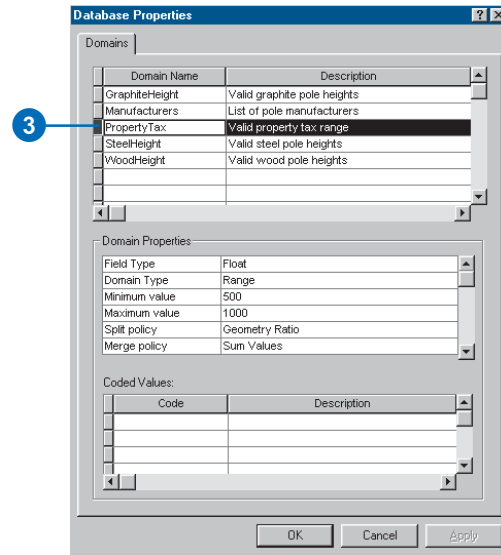 Database Properties
Domains
Domain Name Description
GraphiteHeight Valid graphite pole heights
Manufacturers List of pole manufacturers
3 PropertyTax Valid property tax range
SteelHeight Valid steel pole heights
WoodHeight Valid wood pole heights
Domain Properties
Field Type Float
Domain Type Range
Minimum value 500
Maximum value 1000
Split policy Geometry Ratio
Merge policy Sum Values
Coded Values:
Code Description
OK Cancel Apply